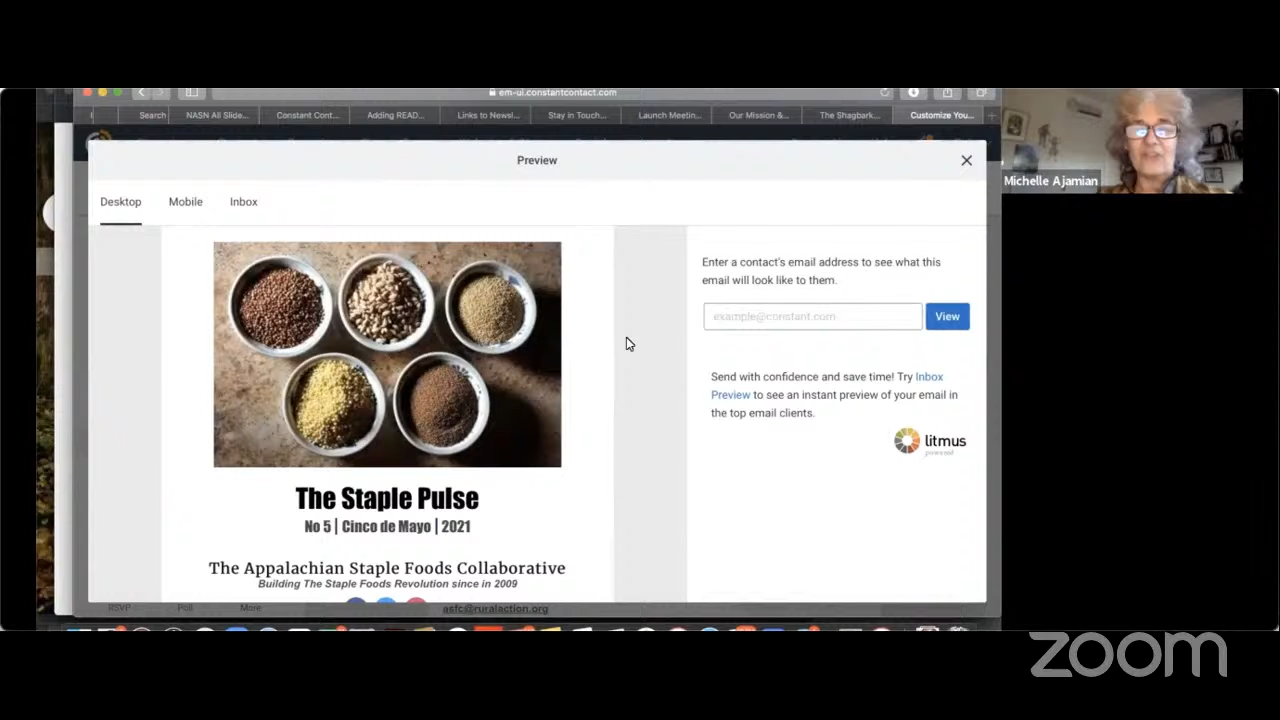 em-ui.constantcontact.com
Search
NASN All Slide...
Constant Cont...
Adding READ...
Links to Newsl...
Stay in Touch...
Launch Meetin...
Our Mission &...
The Shagbark...
Customize You...
Preview
Michelle Ajamian
Desktop
Mobile
Inbox
Enter a contact's email address to see what this
email will look like to them.
example@constant.com
View
Send with confidence and save time! Try Inbox
Preview to see an instant preview of your email in
the top email clients.
litmus
powered
The Staple Pulse
No 5 | Cinco de Mayo | 2021
The Appalachian Staple Foods Collaborative
Building The Staple Foods Revolution since in 2009
RSVP
Poll
More
asfc@ruralaction.org
zoom